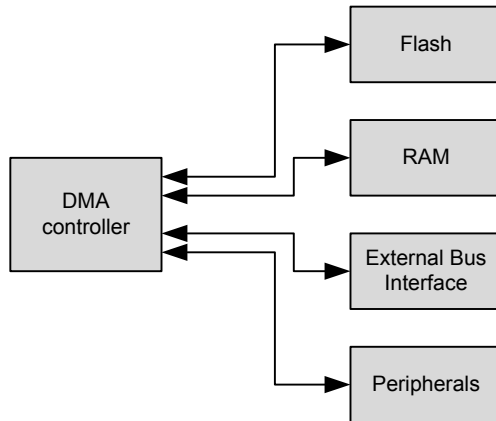 Flash
RAM
DMA
controller
External Bus
Interface
Peripherals